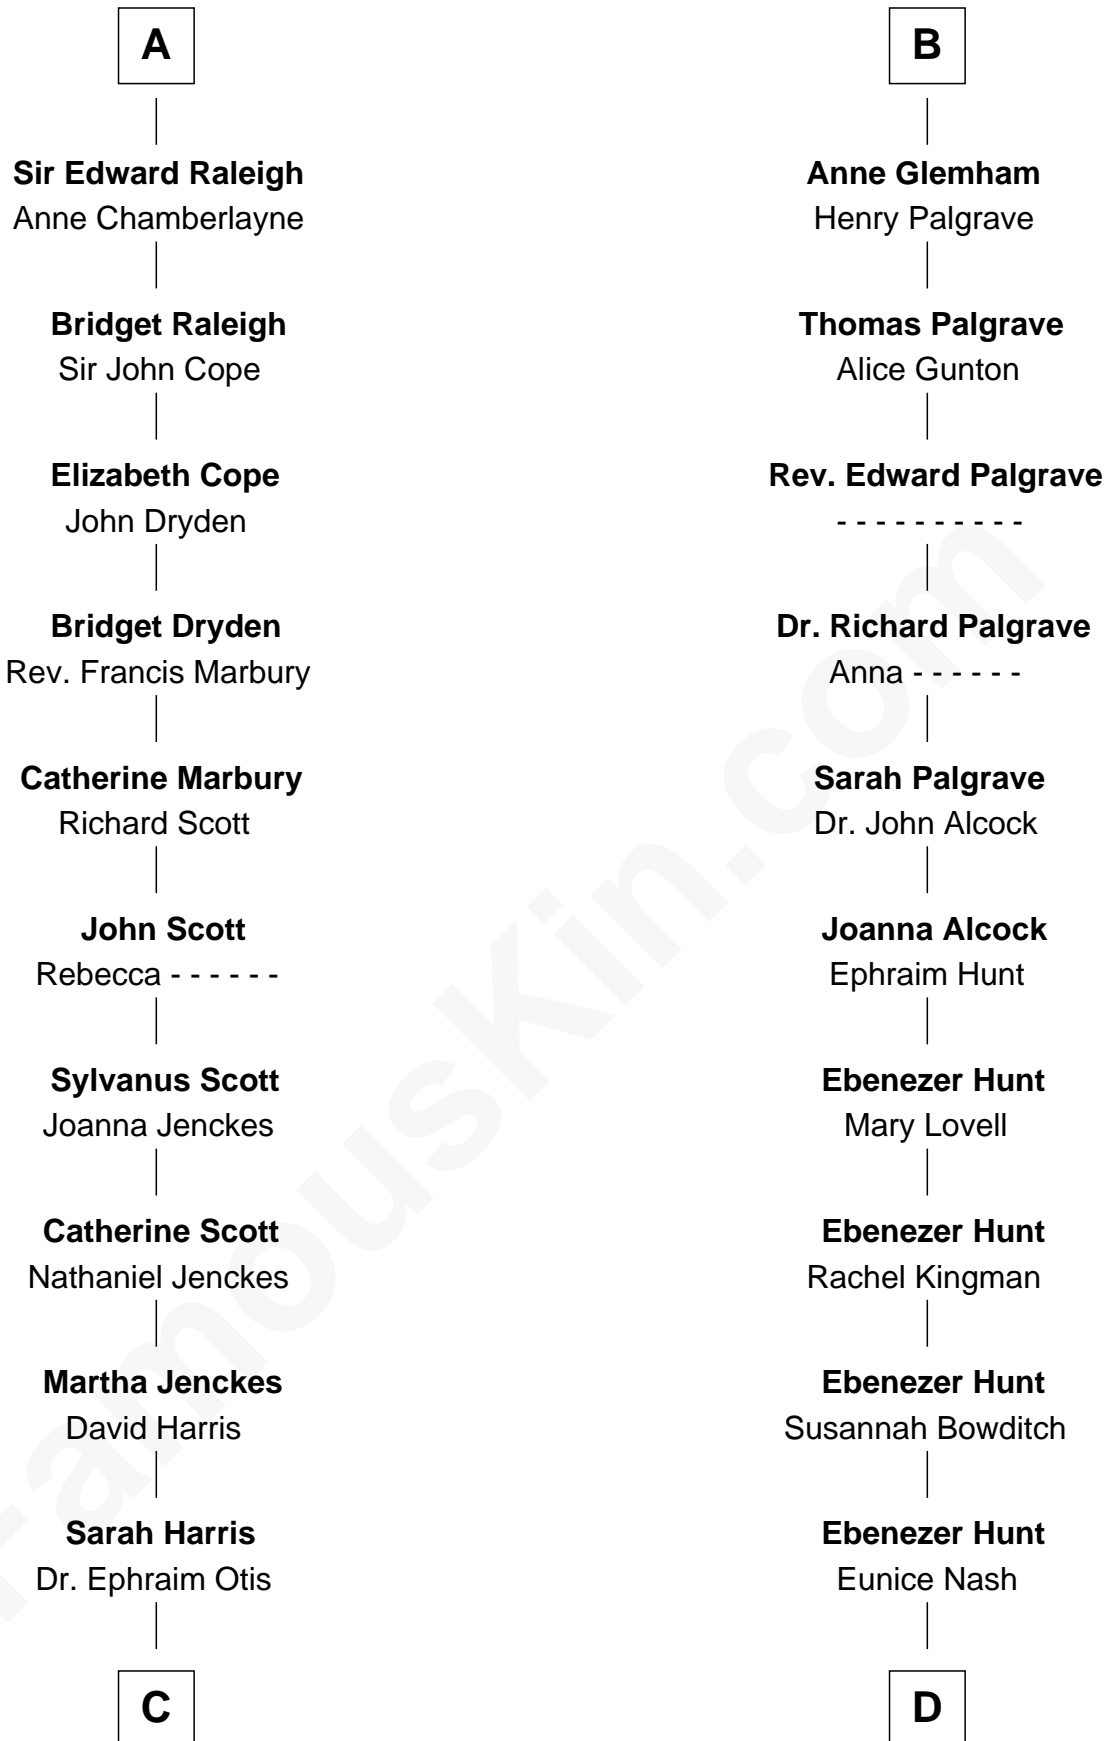 A
Sir Edward Raleigh
Anne Chamberlayne
Bridget Raleigh
Sir John Cope
Elizabeth Cope
John Dryden
Bridget Dryden
Rev. Francis Marbury
Catherine Marbury
Richard Scott
John Scott
Rebecca - - - - - -
Sylvanus Scott
Joanna Jenckes
Catherine Scott
Nathaniel Jenckes
Martha Jenckes
David Harris
Sarah Harris
Dr. Ephraim Otis
C
B
Anne Glemham
Henry Palgrave
Thomas Palgrave
Alice Gunton
Rev. Edward Palgrave
- - - - - - - - - -
Dr. Richard Palgrave
Anna - - - - - -
Sarah Palgrave
Dr. John Alcock
Joanna Alcock
Ephraim Hunt
Ebenezer Hunt
Mary Lovell
Ebenezer Hunt
Rachel Kingman
Ebenezer Hunt
Susannah Bowditch
Ebenezer Hunt
Eunice Nash
D
FamousKin.com